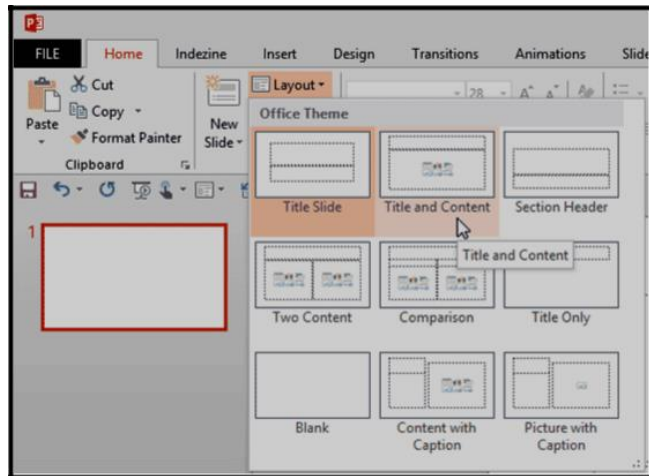 P
FILE Home Indezine Insert Design Transitions Animations Slide
Cut
Copy
Format Painter
Paste
Clipboard
New
Slide
Layout
28
Office Theme
Title Slide Title and Content Section Header
Title and Content
Two Content Comparison Title Only
Blank Content with Caption Picture with Caption
1